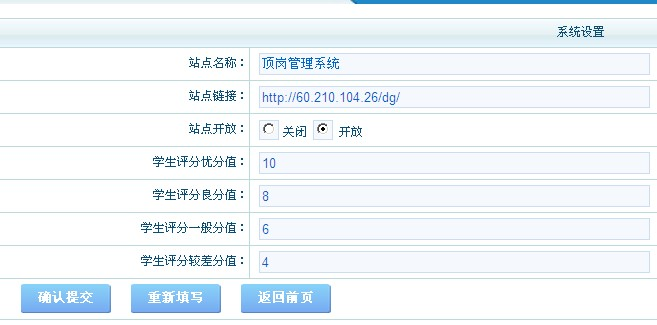 系统设置
站点名称： 顶岗管理系统
站点链接： http://60.210.104.26/dg/
站点开放： 关闭 开放
学生评分优分值： 10
学生评分良分值： 8
学生评分一般分值： 6
学生评分较差分值： 4
确认提交 重新填写 返回前页